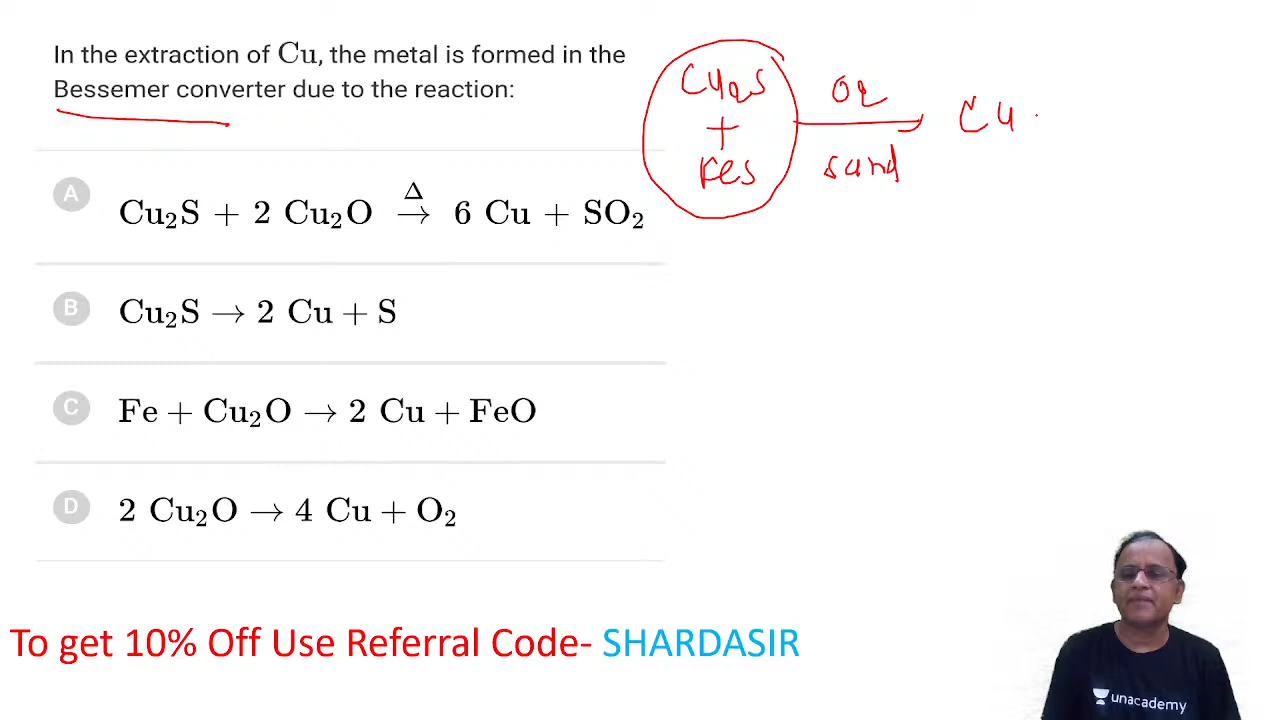 In the extraction of Cu, the metal is formed in the
Bessemer converter due to the reaction:
A
Cu₂S + 2 Cu₂O →Δ 6 Cu + SO₂
B
Cu₂S → 2 Cu + S
C
Fe + Cu₂O → 2 Cu + FeO
D
2 Cu₂O → 4 Cu + O₂
Cu₂S
+
FeS
O₂
sand
Cu
To get 10% Off Use Referral Code- SHARDASIR
unacademy